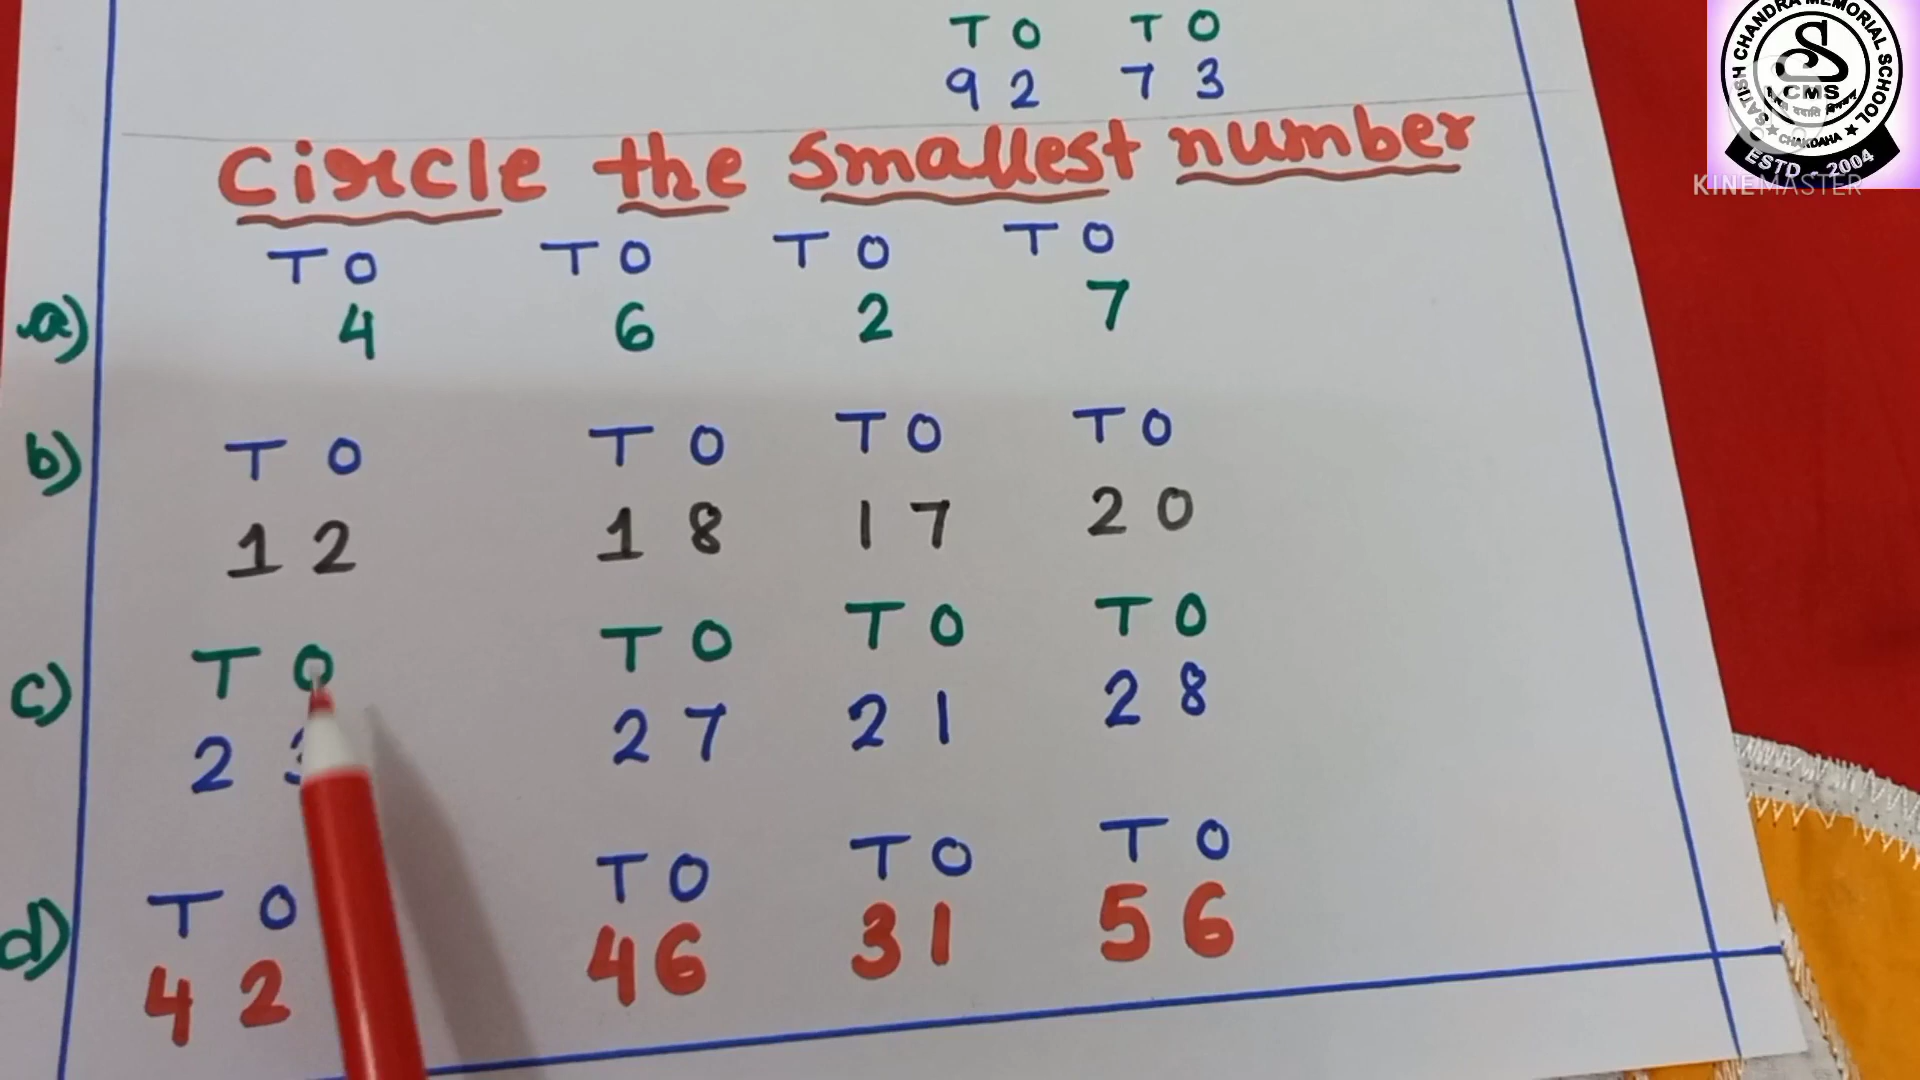 T O T O
9 2 7 3
Circle the smallest number
T O T O T O T O
a) 4 6 2 7
b) T O T O T O T O
1 2 1 8 1 7 2 0
T O T O T O T O
c) 2 3 2 7 2 1 2 8
T O T O T O T O
d) 4 2 4 6 3 1 5 6
SATISH CHANDRA MEMORIAL SCHOOL
S
CMS
CHAKDAHA
ESTD - 2004
KINEMASTER